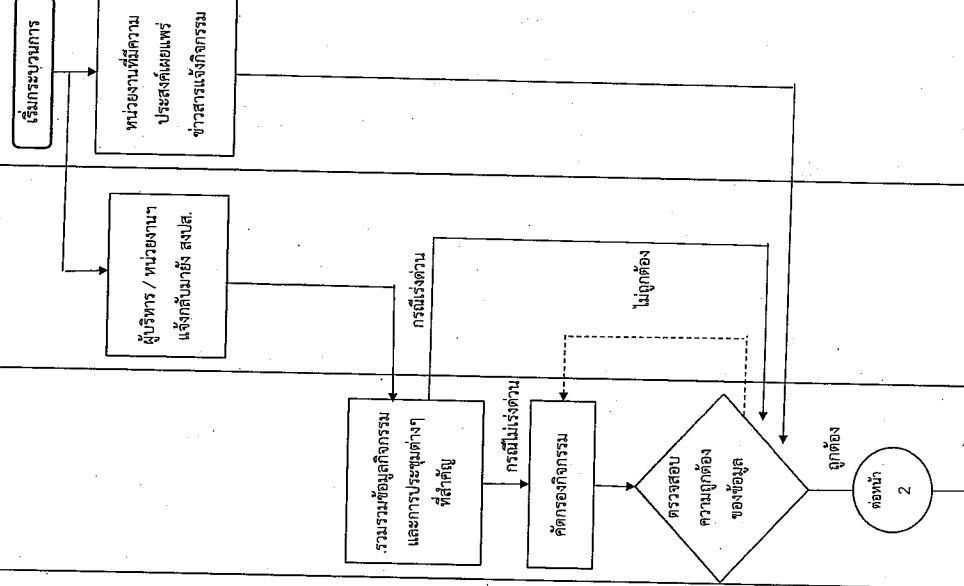 เริ่มกระบวนการ
หน่วยงานที่มีความ
ประสงค์เผยแพร่
ข่าวสารแจ้งกิจกรรม
ผู้บริหาร / หน่วยงานฯ
แจ้งกลับมายัง สงปส.
.รวมรวมข้อมูลกิจกรรม
และการประชุมต่างๆ
ที่สำคัญ
กรณีเร่งด่วน
กรณีไม่เร่งด่วน
คัดกรองกิจกรรม
ไม่ถูกต้อง
ตรวจสอบ
ความถูกต้อง
ของข้อมูล
ถูกต้อง
ต่อหน้า
2